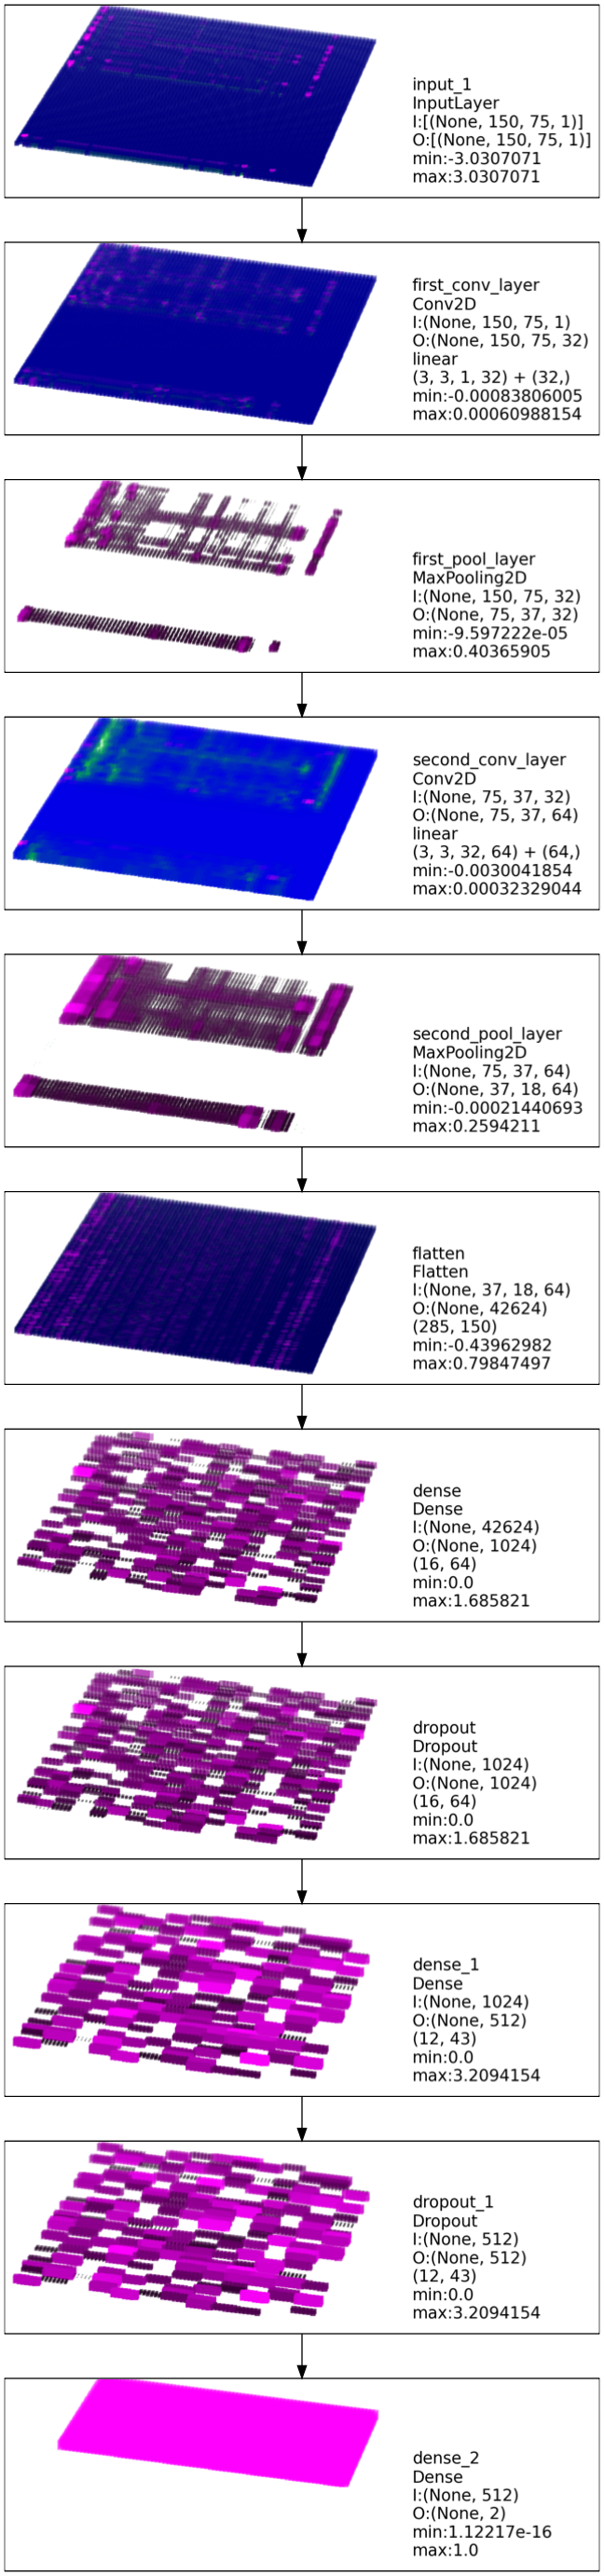 input_1
InputLayer
I:[(None, 150, 75, 1)]
O:[(None, 150, 75, 1)]
min:-3.0307071
max:3.0307071
first_conv_layer
Conv2D
I:(None, 150, 75, 1)
O:(None, 150, 75, 32)
linear
(3, 3, 1, 32) + (32,)
min:-0.00083806005
max:0.00060988154
first_pool_layer
MaxPooling2D
I:(None, 150, 75, 32)
O:(None, 75, 37, 32)
min:-9.597222e-05
max:0.40365905
second_conv_layer
Conv2D
I:(None, 75, 37, 32)
O:(None, 75, 37, 64)
linear
(3, 3, 32, 64) + (64,)
min:-0.0030041854
max:0.00032329044
second_pool_layer
MaxPooling2D
I:(None, 75, 37, 64)
O:(None, 37, 18, 64)
min:-0.00021440693
max:0.2594211
flatten
Flatten
I:(None, 37, 18, 64)
O:(None, 42624)
(285, 150)
min:-0.43962982
max:0.79847497
dense
Dense
I:(None, 42624)
O:(None, 1024)
(16, 64)
min:0.0
max:1.685821
dropout
Dropout
I:(None, 1024)
O:(None, 1024)
(16, 64)
min:0.0
max:1.685821
dense_1
Dense
I:(None, 1024)
O:(None, 512)
(12, 43)
min:0.0
max:3.2094154
dropout_1
Dropout
I:(None, 512)
O:(None, 512)
(12, 43)
min:0.0
max:3.2094154
dense_2
Dense
I:(None, 512)
O:(None, 2)
min:1.12217e-16
max:1.0